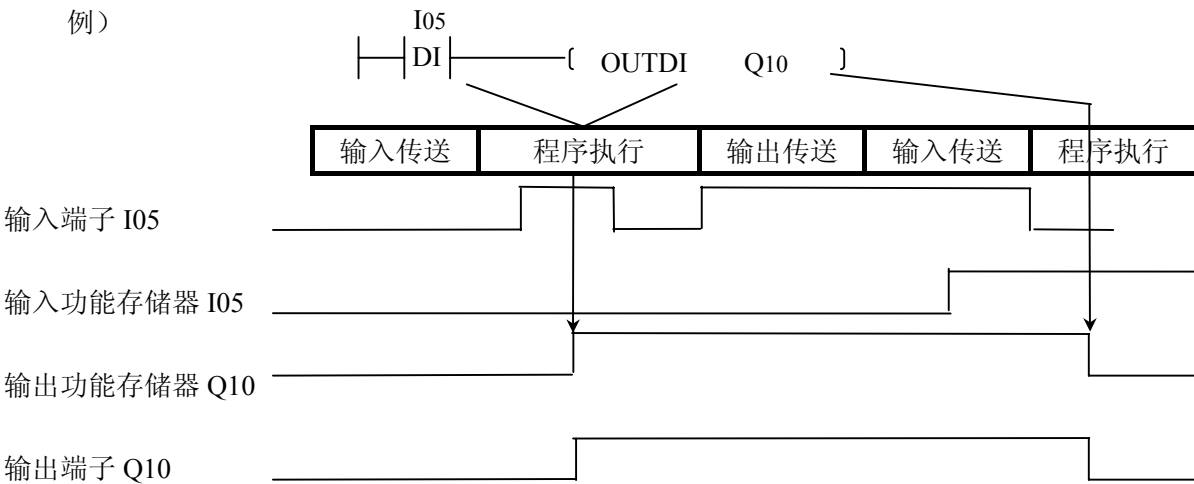 例）
I05
DI OUTDI Q10
输入传送 程序执行 输出传送 输入传送 程序执行
输入端子 I05
输入功能存储器 I05
输出功能存储器 Q10
输出端子 Q10